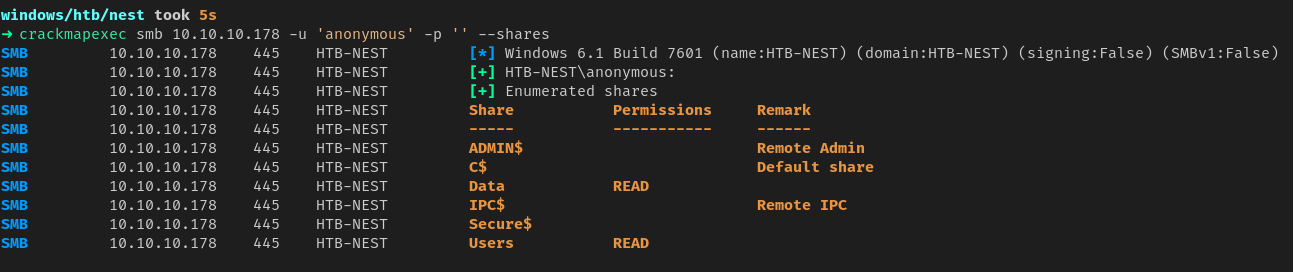 windows/htb/nest took 5s
➜ crackmapexec smb 10.10.10.178 -u 'anonymous' -p '' --shares
SMB         10.10.10.178    445    HTB-NEST         [*] Windows 6.1 Build 7601 (name:HTB-NEST) (domain:HTB-NEST) (signing:False) (SMBv1:False)
SMB         10.10.10.178    445    HTB-NEST         [+] HTB-NEST\anonymous:
SMB         10.10.10.178    445    HTB-NEST         [+] Enumerated shares
SMB         10.10.10.178    445    HTB-NEST         Share           Permissions     Remark
SMB         10.10.10.178    445    HTB-NEST         -----           -----------     ------
SMB         10.10.10.178    445    HTB-NEST         ADMIN$                          Remote Admin
SMB         10.10.10.178    445    HTB-NEST         C$                              Default share
SMB         10.10.10.178    445    HTB-NEST         Data            READ
SMB         10.10.10.178    445    HTB-NEST         IPC$                            Remote IPC
SMB         10.10.10.178    445    HTB-NEST         Secure$
SMB         10.10.10.178    445    HTB-NEST         Users           READ